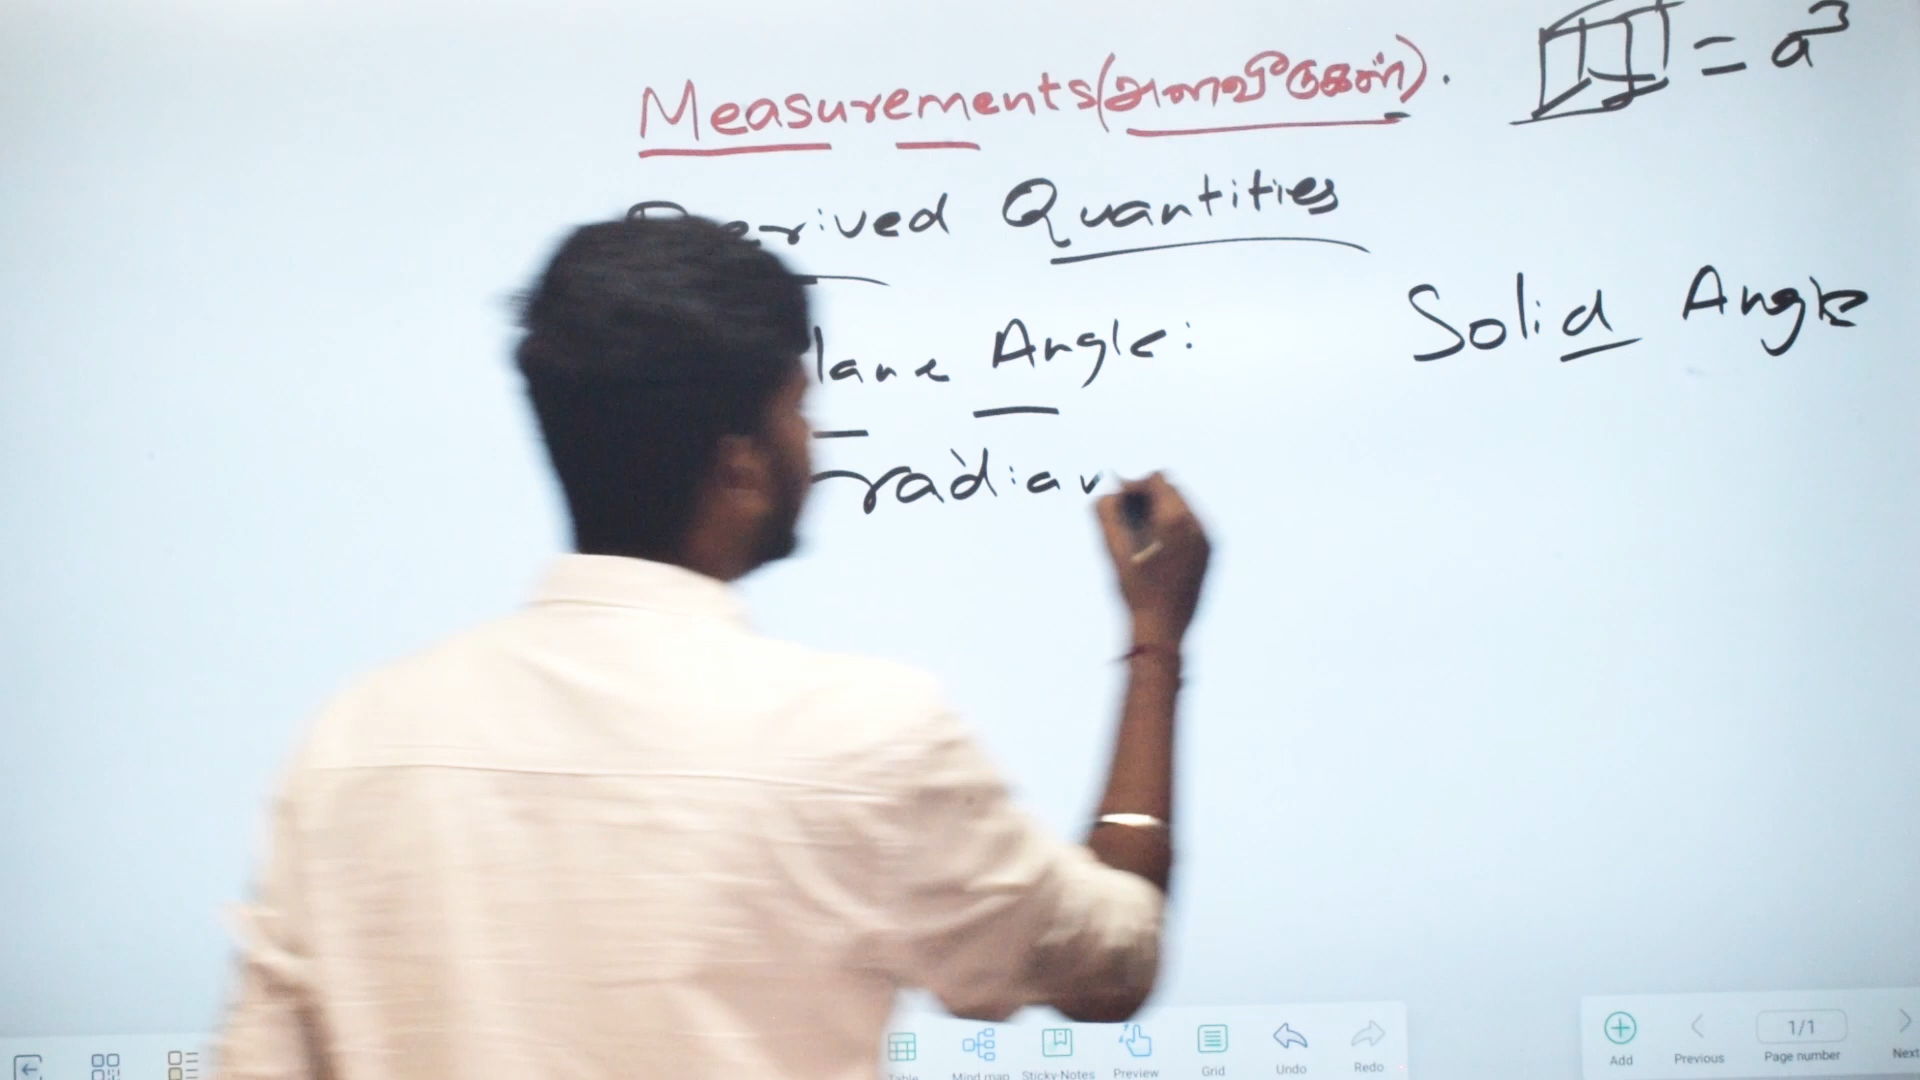 Measurements(அளவீடுகள்).
= a³
Derived Quantities
lane Angle:
Solid Angle
radian
Table
Mind map
Sticky Notes
Preview
Grid
Undo
Redo
Add
Previous
1/1
Page number
Next